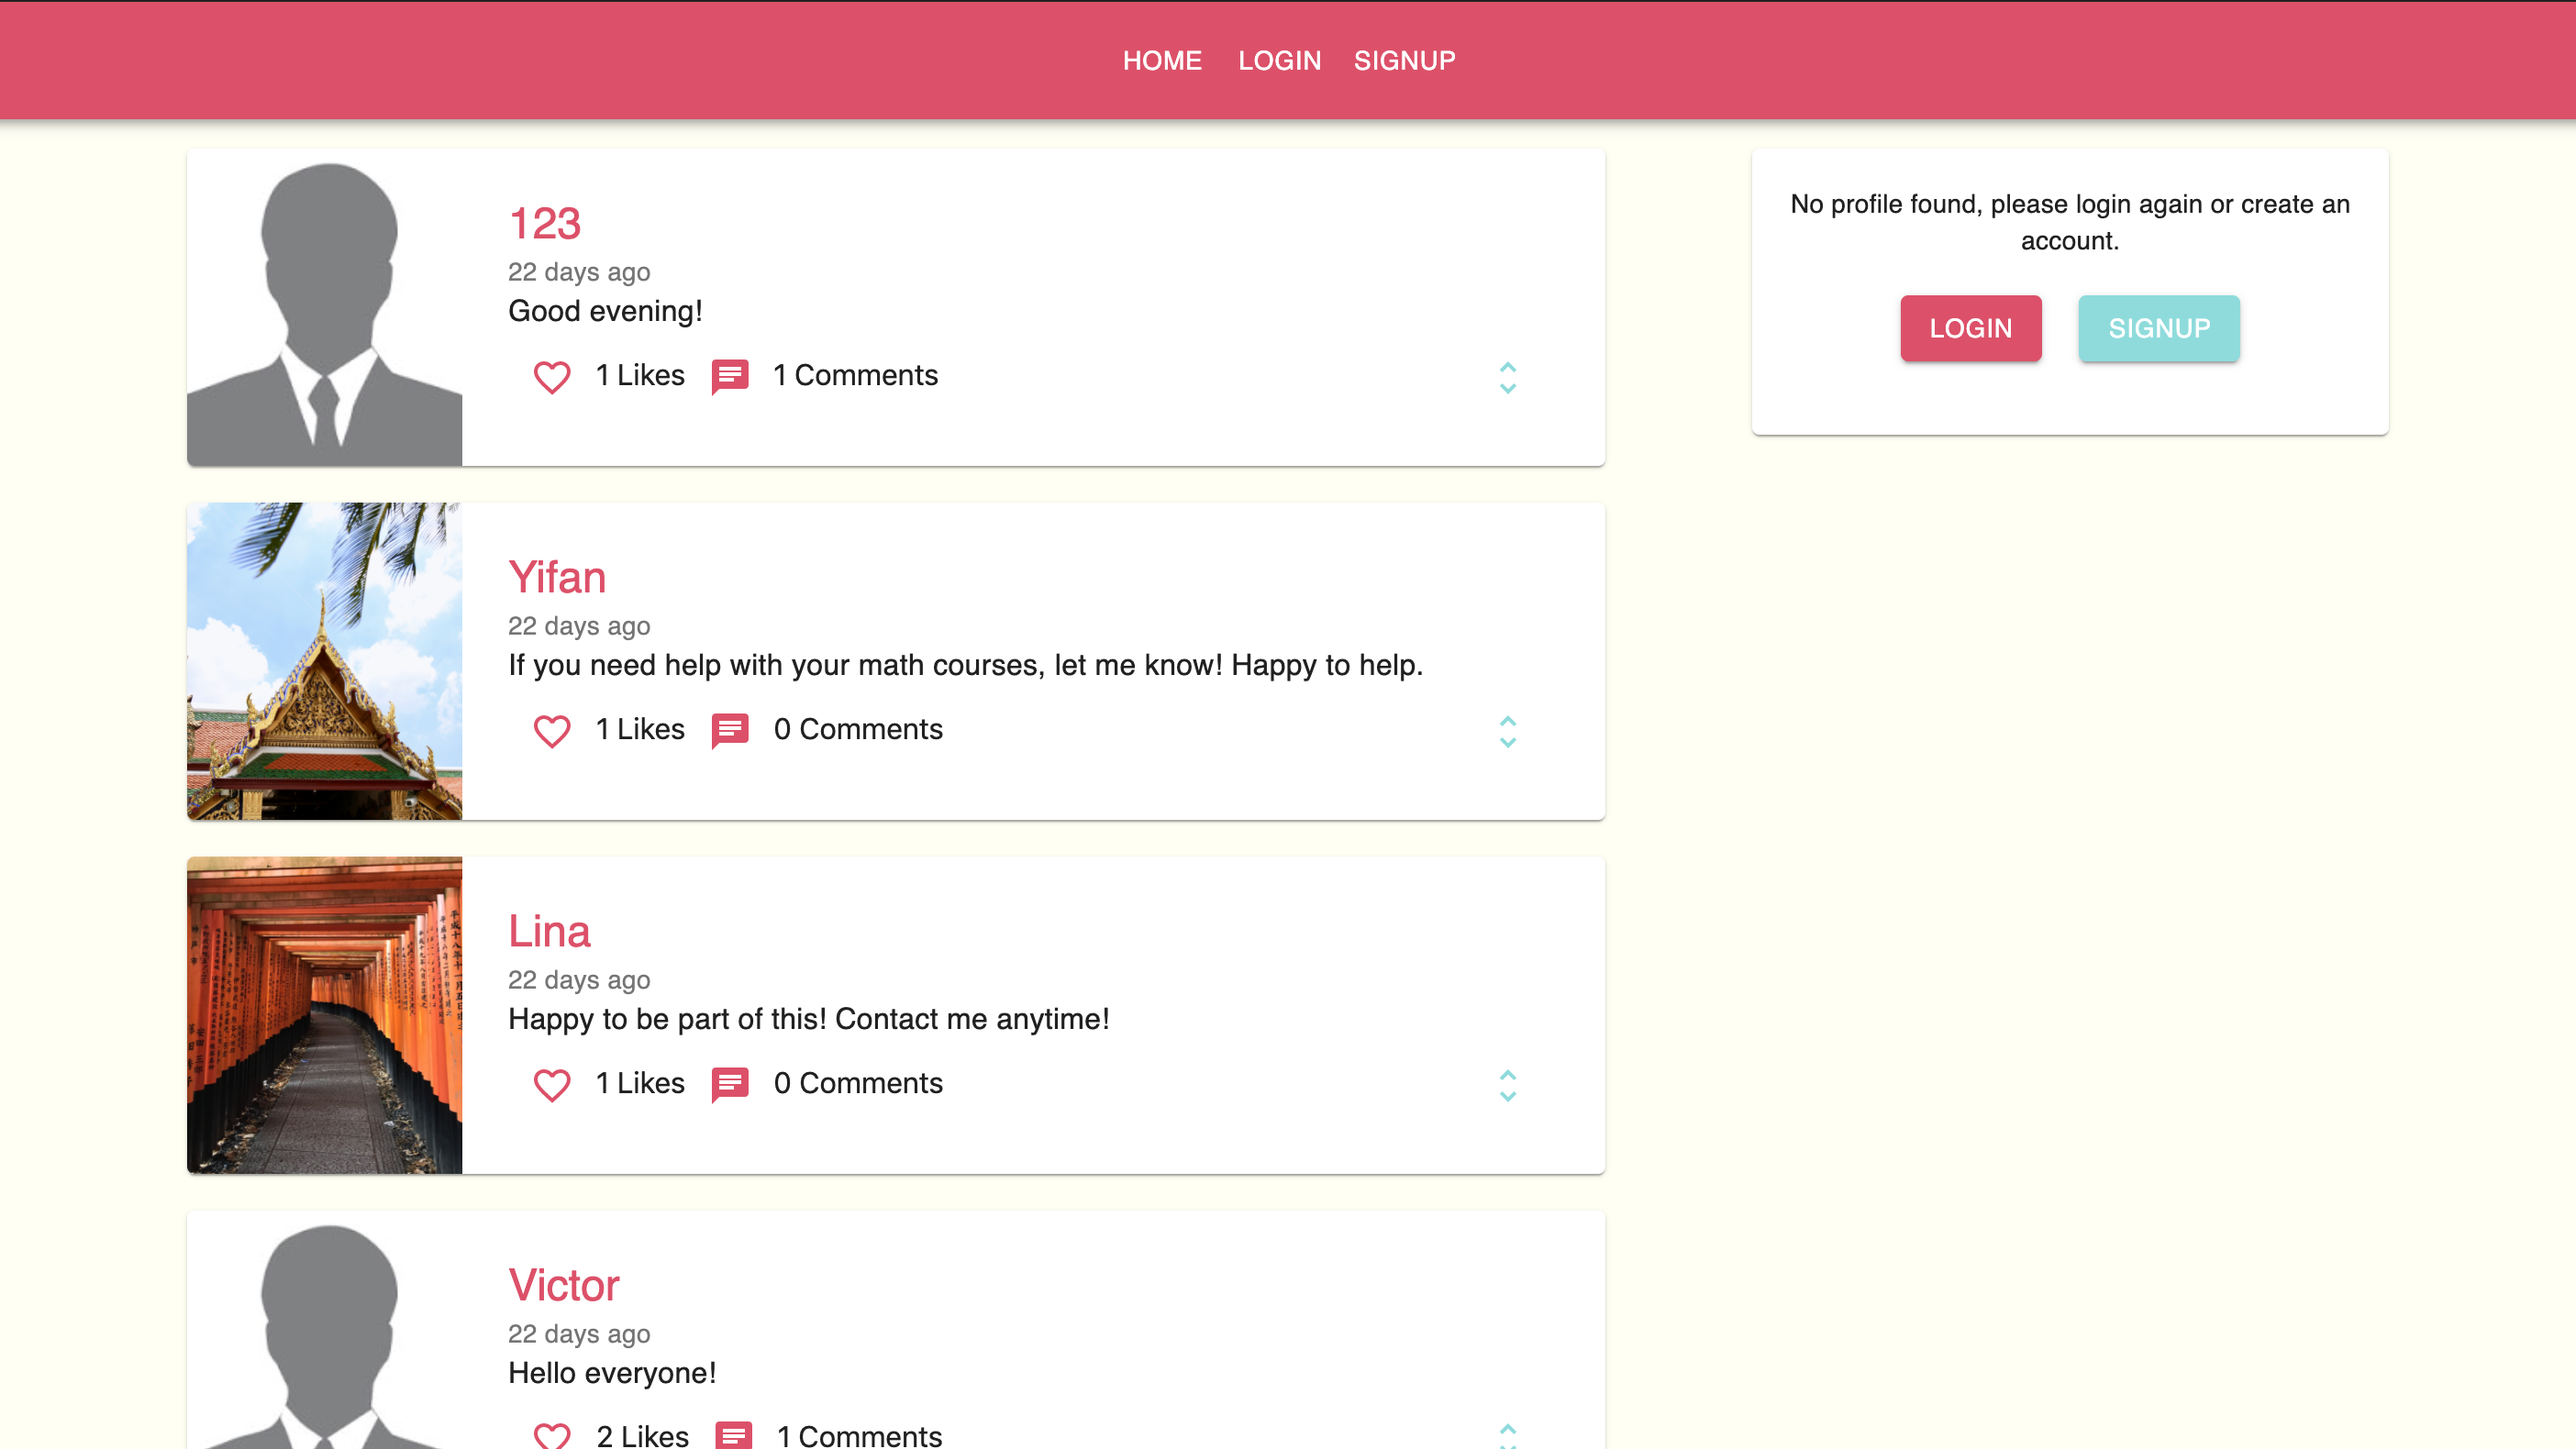 HOME LOGIN SIGNUP
123
22 days ago
Good evening!
1 Likes 1 Comments
No profile found, please login again or create an
account.
LOGIN SIGNUP
Yifan
22 days ago
If you need help with your math courses, let me know! Happy to help.
1 Likes 0 Comments
Lina
22 days ago
Happy to be part of this! Contact me anytime!
1 Likes 0 Comments
Victor
22 days ago
Hello everyone!
2 Likes 1 Comments